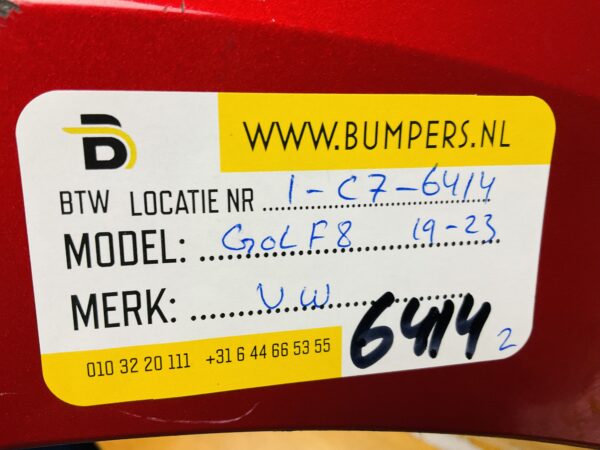 B
WWW.BUMPERS.NL
BTW LOCATIE NR 1-C7-6414
MODEL: GOLF 8 19-23
MERK: VW
010 32 20 111 +31 6 44 66 53 55
6414 2